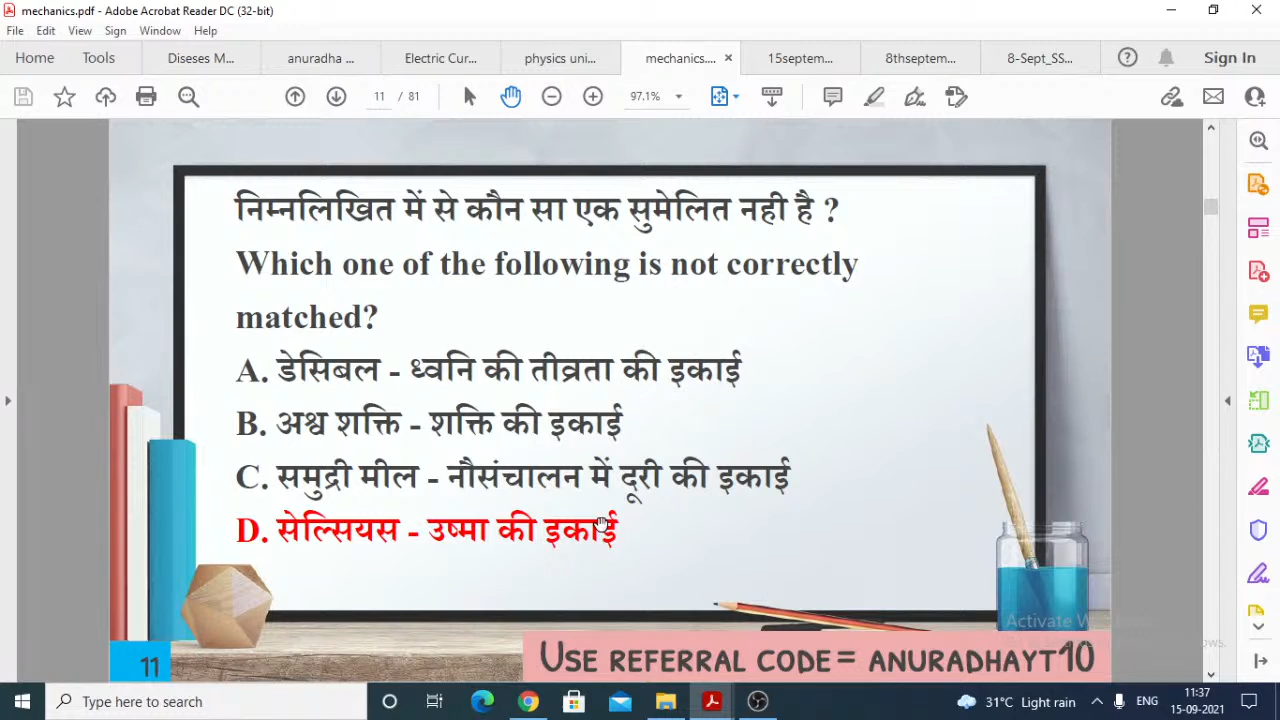 mechanics.pdf - Adobe Acrobat Reader DC (32-bit)
File Edit View Sign Window Help
Home Tools Diseses M... anuradha ... Electric Cur... physics uni... mechanics.... 15septem... 8thseptem... 8-Sept_SS... Sign In
11 / 81 97.1%
निम्नलिखित में से कौन सा एक सुमेलित नही है ?
Which one of the following is not correctly
matched?
A. डेसिबल - ध्वनि की तीव्रता की इकाई
B. अश्व शक्ति - शक्ति की इकाई
C. समुद्री मील - नौसंचालन में दूरी की इकाई
D. सेल्सियस - उष्मा की इकाई
Activate W
ws.
11 USE REFERRAL CODE= ANURADHAYT10
Type here to search 31°C Light rain ENG 11:37
15-09-2021